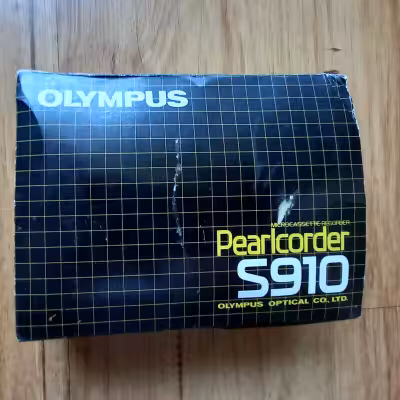 OLYMPUS
MICROCASSETTE RECORDER
Pearlcorder
S910
OLYMPUS OPTICAL CO., LTD.